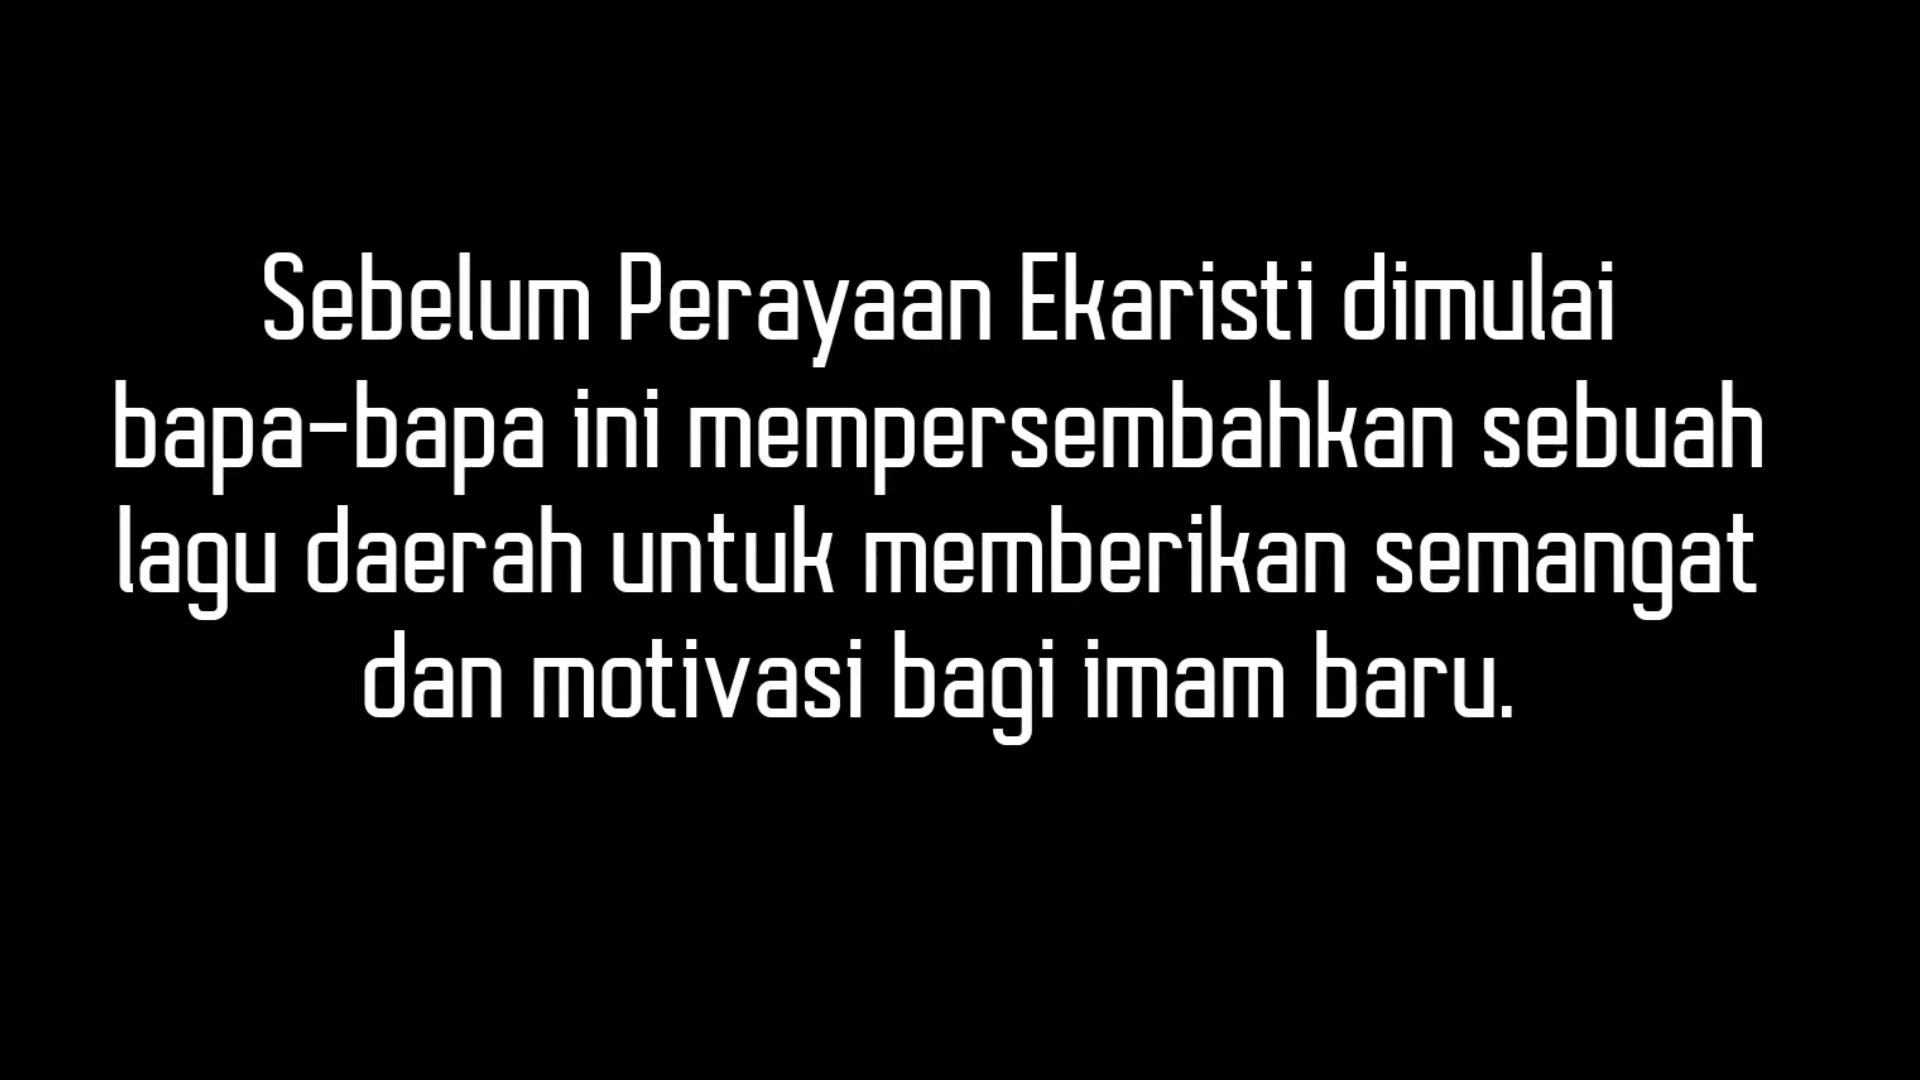 Sebelum Perayaan Ekaristi dimulai
bapa-bapa ini mempersembahkan sebuah
lagu daerah untuk memberikan semangat
dan motivasi bagi imam baru.